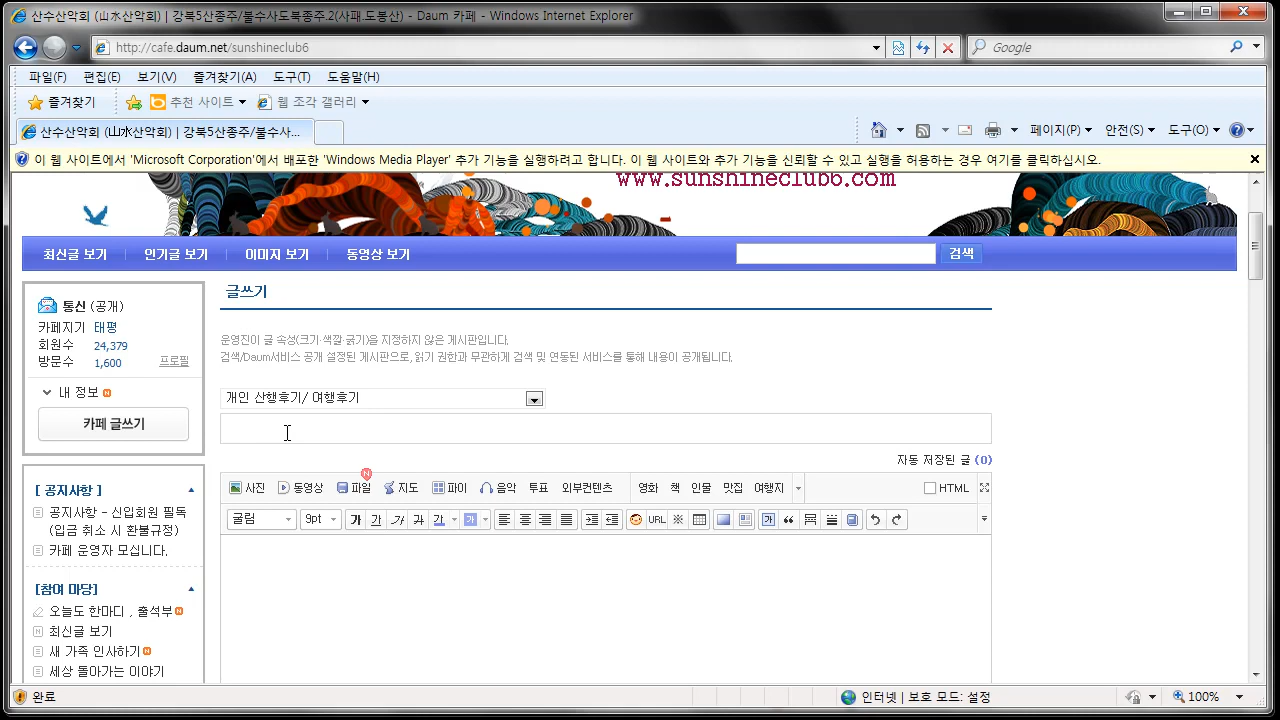 산수산악회 (山水산악회) | 강북5산종주/불수사도북종주.2(사패.도봉산) - Daum 카페 - Windows Internet Explorer
http://cafe.daum.net/sunshineclub6
Google
파일(F) 편집(E) 보기(V) 즐겨찾기(A) 도구(T) 도움말(H)
즐겨찾기 추천 사이트 웹 조각 갤러리
산수산악회 (山水산악회) | 강북5산종주/불수사...
페이지(P) 안전(S) 도구(O)
이 웹 사이트에서 'Microsoft Corporation'에서 배포한 'Windows Media Player' 추가 기능을 실행하려고 합니다. 이 웹 사이트와 추가 기능을 신뢰할 수 있고 실행을 허용하는 경우 여기를 클릭하십시오.
www.sunshineclub6.com
최신글 보기 인기글 보기 이미지 보기 동영상 보기 검색
통신 (공개)
카페지기 태평
회원수 24,379
방문수 1,600 프로필
내 정보 N
카페 글쓰기
[ 공지사항 ]
공지사항 - 신입회원 필독
(입금 취소 시 환불규정)
카페 운영자 모십니다.
[참여 마당]
오늘도 한마디 , 출석부 N
최신글 보기
새 가족 인사하기 N
세상 돌아가는 이야기
글쓰기
운영진이 글 속성(크기 색깔 굵기)을 지정하지 않은 게시판입니다.
검색/Daum서비스 공개 설정된 게시판으로, 읽기 권한과 무관하게 검색 및 연동된 서비스를 통해 내용이 공개됩니다.
개인 산행후기/ 여행후기
자동 저장된 글 (0)
N
사진 동영상 파일 지도 파이 음악 투표 외부컨텐츠 영화 책 인물 맛집 여행지 HTML
굴림 9pt 가 가 가 가 가 가 URL 가
완료
인터넷 | 보호 모드: 설정
100%